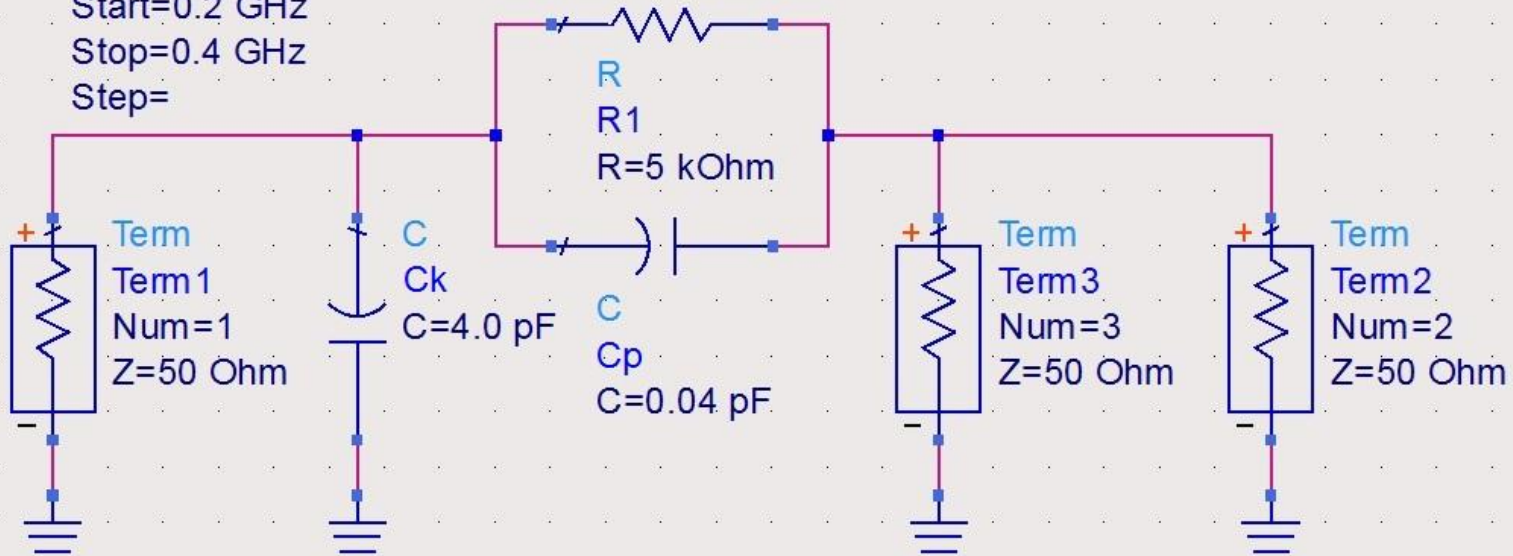 Start=0.2 GHz
Stop=0.4 GHz
Step=
R
R1
R=5 kOhm
+
Term
Term1
Num=1
Z=50 Ohm
−
C
Ck
C=4.0 pF
C
Cp
C=0.04 pF
+
Term
Term3
Num=3
Z=50 Ohm
−
+
Term
Term2
Num=2
Z=50 Ohm
−